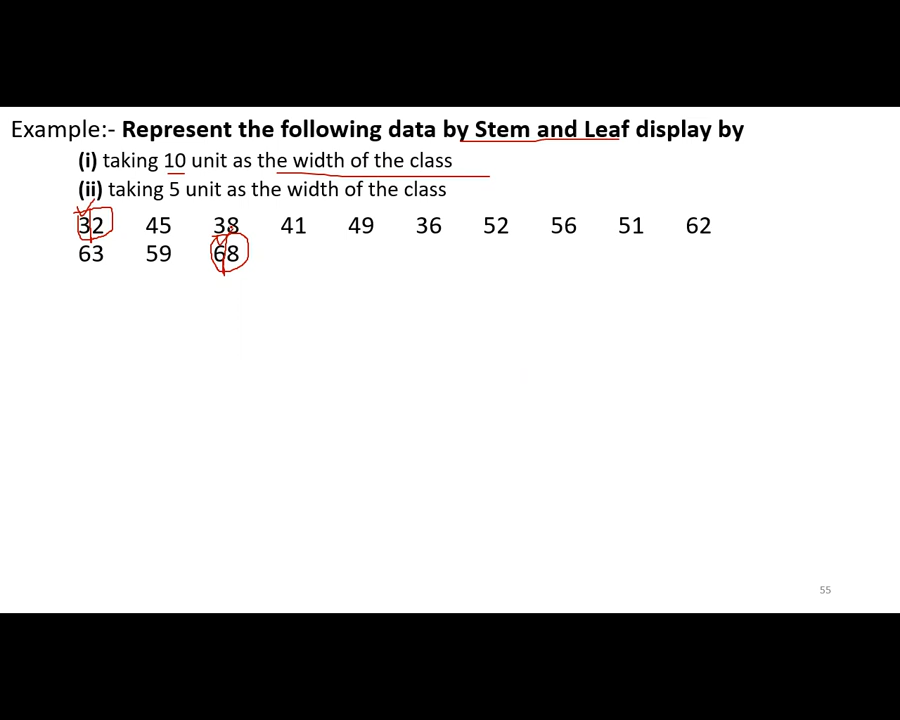 Example:- Represent the following data by Stem and Leaf display by
(i) taking 10 unit as the width of the class
(ii) taking 5 unit as the width of the class
32 45 38 41 49 36 52 56 51 62
63 59 68
55